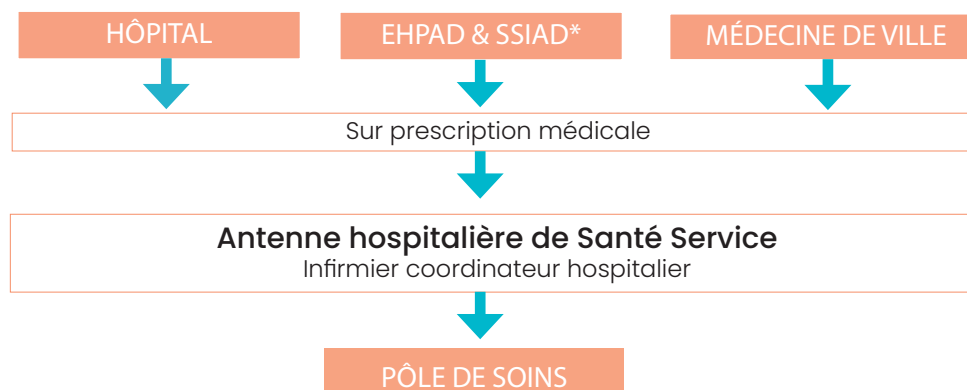 HÔPITAL
EHPAD & SSIAD*
MÉDECINE DE VILLE
Sur prescription médicale
Antenne hospitalière de Santé Service
Infirmier coordinateur hospitalier
PÔLE DE SOINS